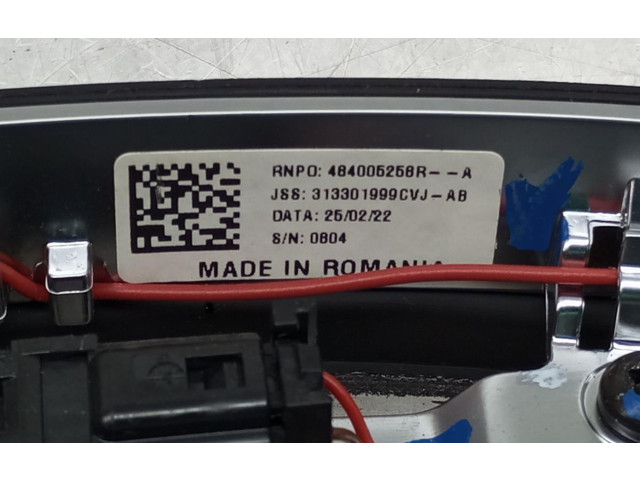 RNPO: 484005258R--A
JSS: 313301999CVJ-AB
DATA: 25/02/22
S/N: 0804
MADE IN ROMANIA